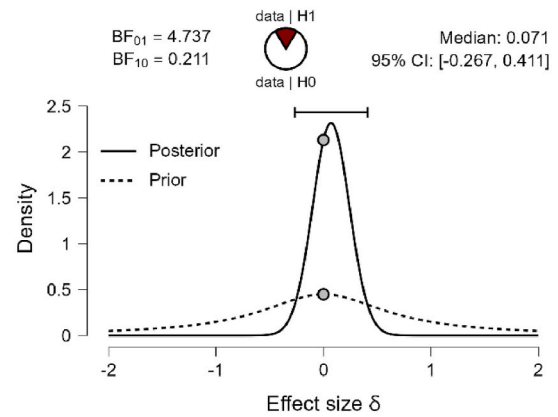 data | H1
BF₀₁ = 4.737
BF₁₀ = 0.211
Median: 0.071
95% CI: [-0.267, 0.411]
data | H0
2.5
2
1.5
1
0.5
0
Density
Posterior
Prior
-2
-1
0
1
2
Effect size δ